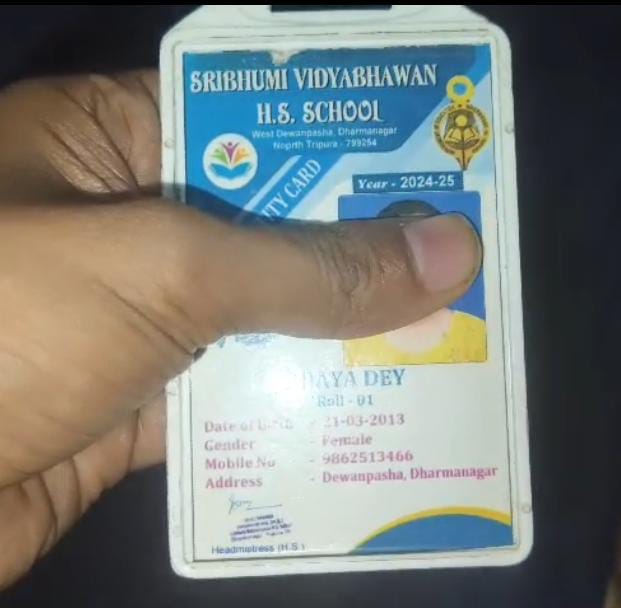 SRIBHUMI VIDYABHAWAN
H.S. SCHOOL
West Dewanpasha, Dharmanagar
Noprth Tripura - 799254
CARD
Year - 2024-25
DEY
Roll - 01
Date of Birth - 21-03-2013
Gender - Female
Mobile No - 9862513466
Address - Dewanpasha, Dharmanagar
Headmistress (H.S.)